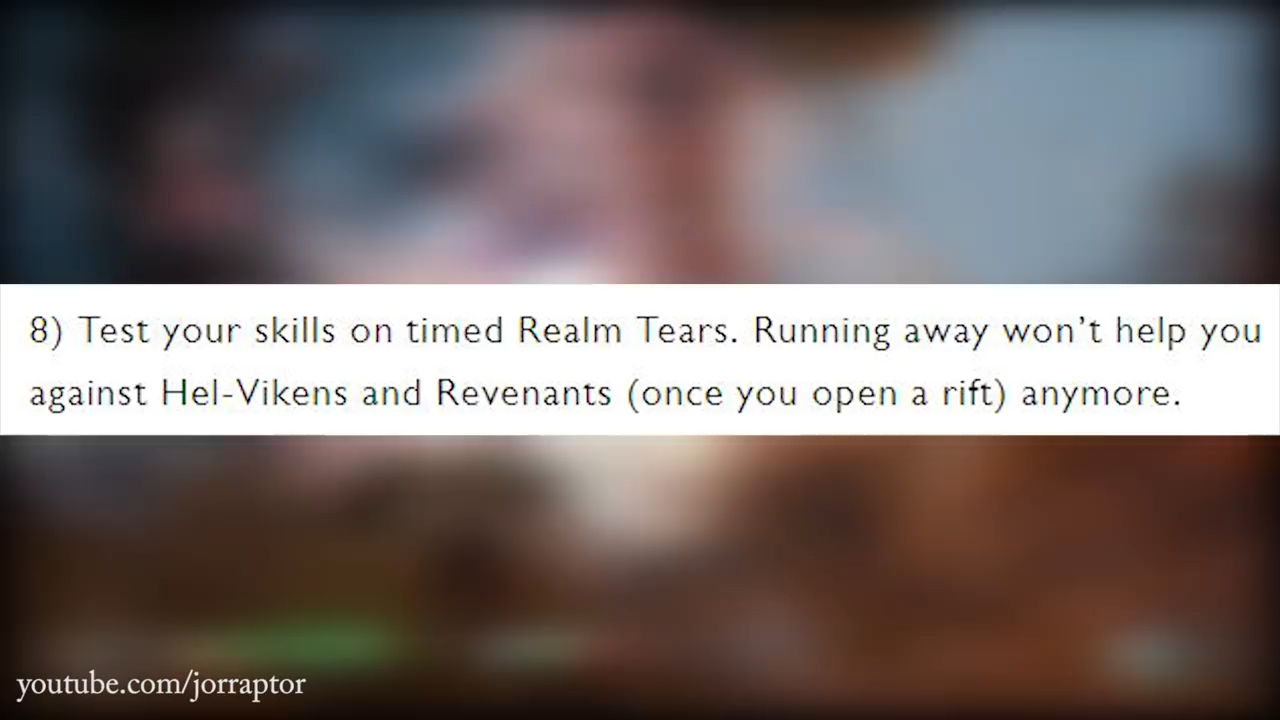 8) Test your skills on timed Realm Tears. Running away won’t help you
against Hel-Vikens and Revenants (once you open a rift) anymore.
youtube.com/jorraptor